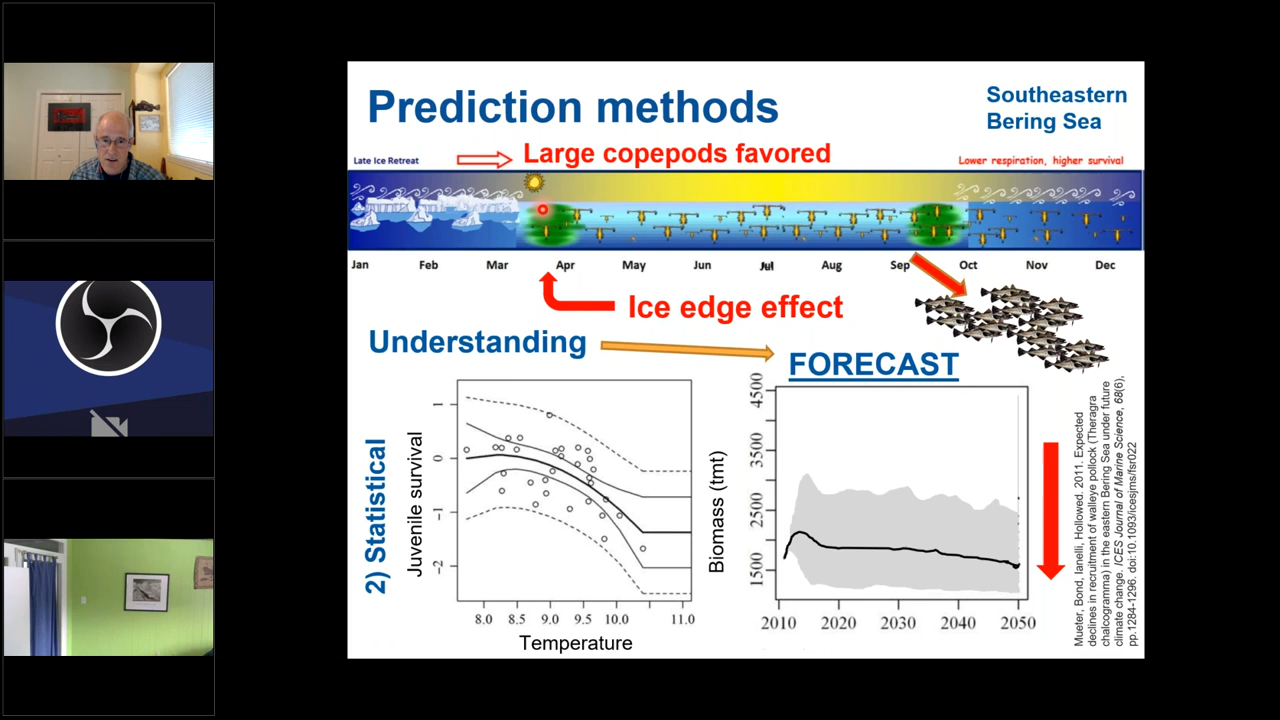 Prediction methods
Southeastern
Bering Sea
Late Ice Retreat
Large copepods favored
Lower respiration, higher survival
Jan Feb Mar Apr May Jun Jul Aug Sep Oct Nov Dec
Ice edge effect
Understanding
FORECAST
2) Statistical
Juvenile survival
1
0
-1
-2
8.0 8.5 9.0 9.5 10.0 11.0
Temperature
Biomass (tmt)
4500
3500
2500
1500
2010 2020 2030 2040 2050
Mueter, Bond, Ianelli, Hollowed. 2011. Expected
declines in recruitment of walleye pollock (Theragra
chalcogramma) in the eastern Bering Sea under future
climate change. ICES Journal of Marine Science, 68(6),
pp.1284-1296. doi:10.1093/icesjms/fsr022